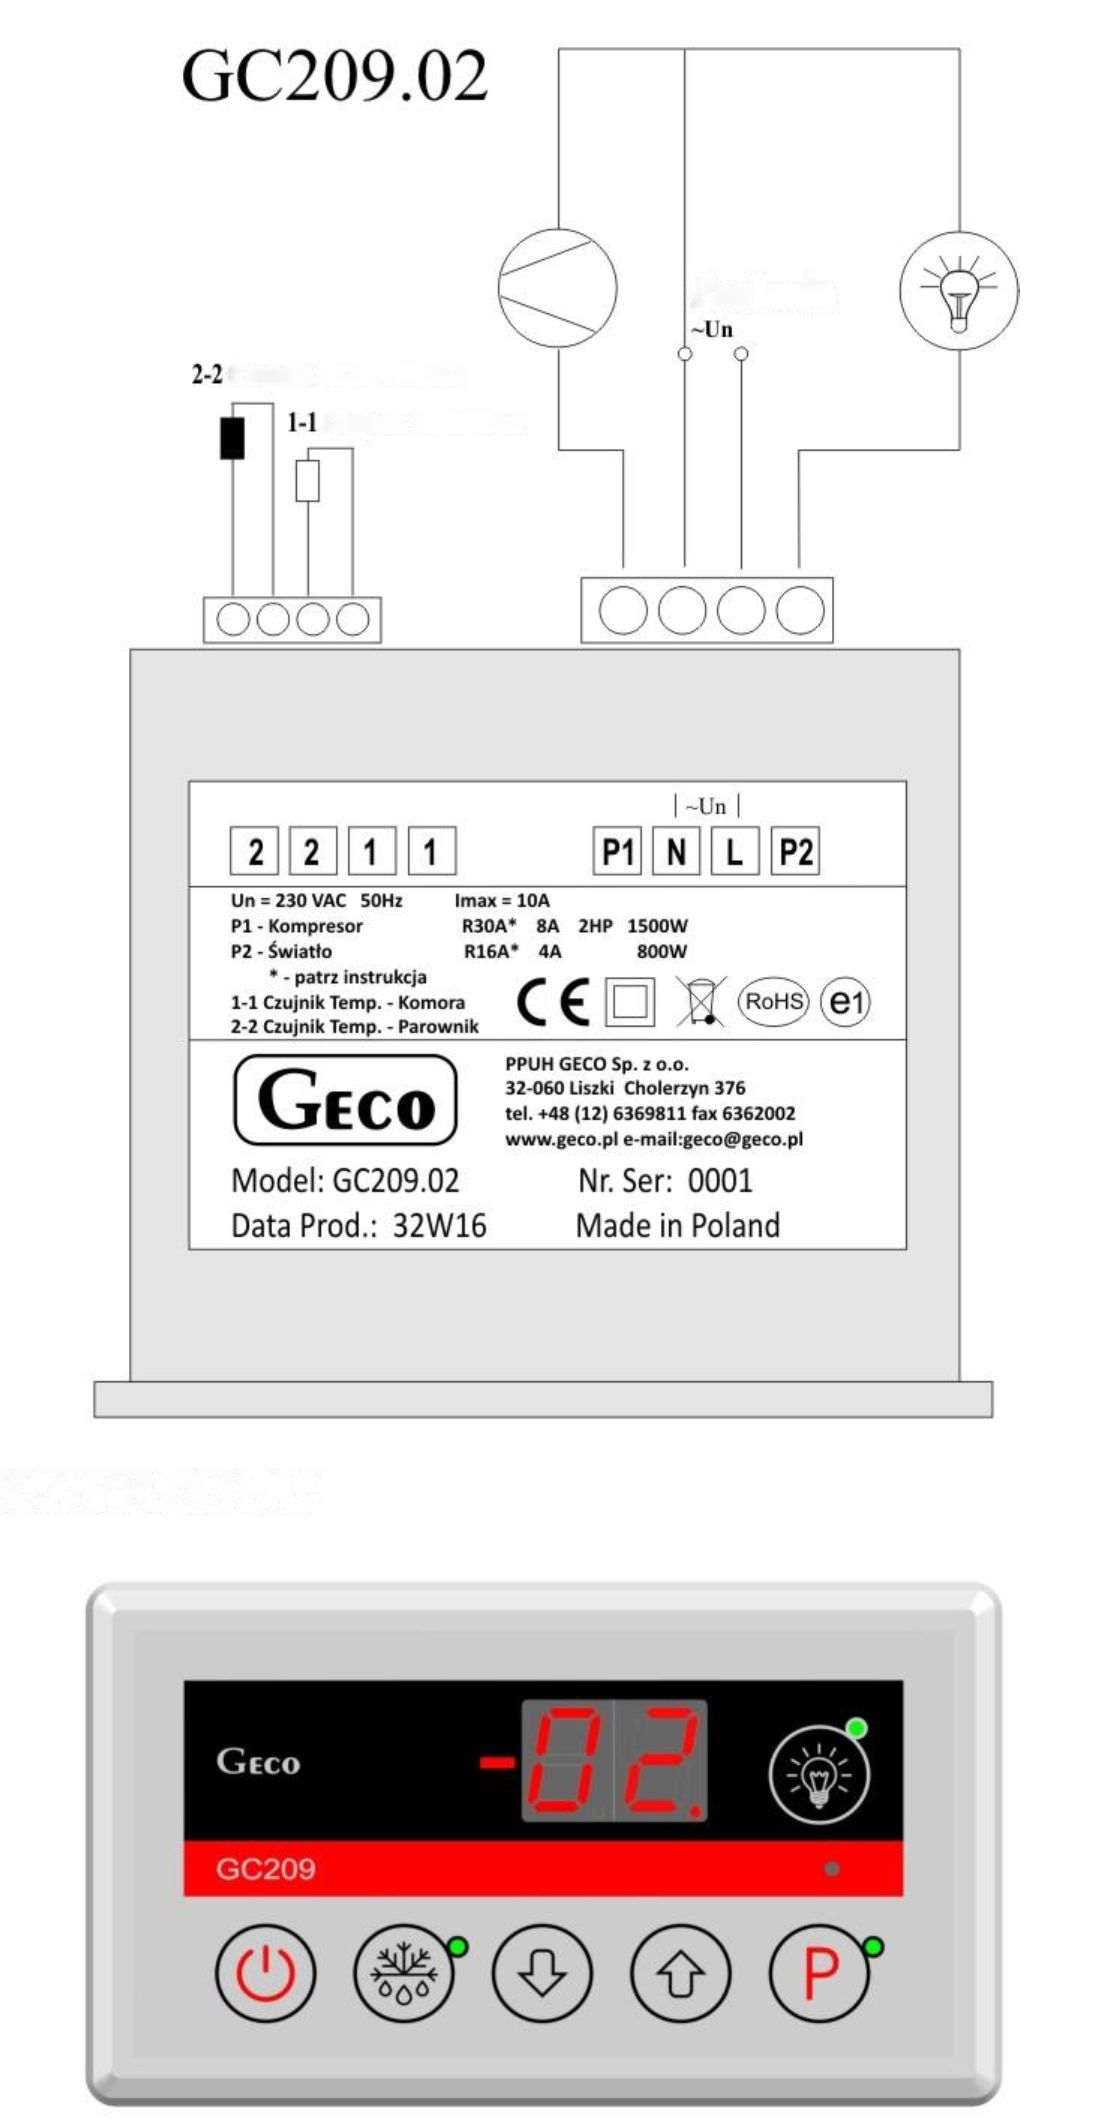 GC209.02
~Un
2-2
1-1
| ~Un |
2 2 1 1 P1 N L P2
Un = 230 VAC 50Hz Imax = 10A
P1 - Kompresor R30A* 8A 2HP 1500W
P2 - Światło R16A* 4A 800W
* - patrz instrukcja
1-1 Czujnik Temp. - Komora
2-2 Czujnik Temp. - Parownik
CE RoHS e1
GECO
PPUH GECO Sp. z o.o.
32-060 Liszki Cholerzyn 376
tel. +48 (12) 6369811 fax 6362002
www.geco.pl e-mail:geco@geco.pl
Model: GC209.02 Nr. Ser: 0001
Data Prod.: 32W16 Made in Poland
GECO -02.
GC209
P